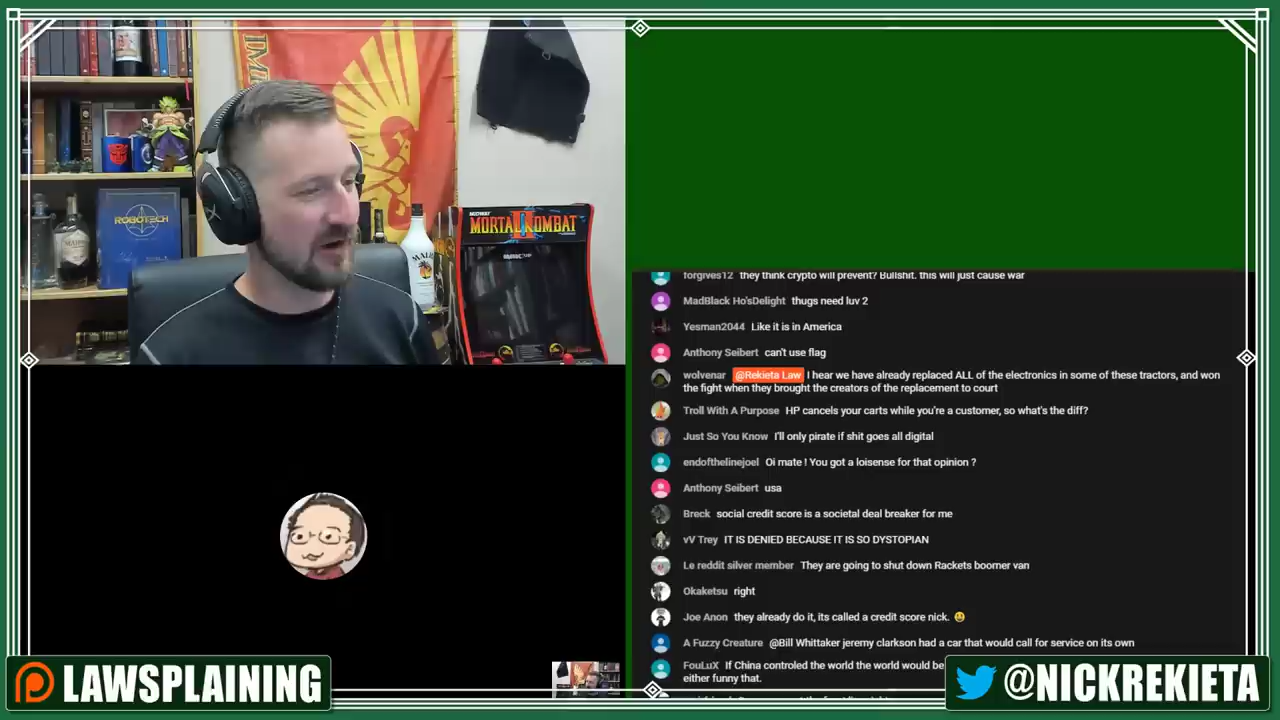 ROBOTECH
MIDWAY
MORTAL KOMBAT
II
MALIBU
forgives12 they think crypto will prevent? Bullshit. this will just cause war
MadBlack Ho'sDelight thugs need luv 2
Yesman2044 Like it is in America
Anthony Seibert can't use flag
wolvenar @Rekieta Law I hear we have already replaced ALL of the electronics in some of these tractors, and won
the fight when they brought the creators of the replacement to court
Troll With A Purpose HP cancels your carts while you're a customer, so what's the diff?
Just So You Know I'll only pirate if shit goes all digital
endofthelinejoel Oi mate ! You got a loisense for that opinion ?
Anthony Seibert usa
Breck social credit score is a societal deal breaker for me
vV Trey IT IS DENIED BECAUSE IT IS SO DYSTOPIAN
Le reddit silver member They are going to shut down Rackets boomer van
Okaketsu right
Joe Anon they already do it, its called a credit score nick. 😃
A Fuzzy Creature @Bill Whittaker jeremy clarkson had a car that would call for service on its own
FouLuX If China controled the world the world would be
either funny that.
LAWSPLAINING
@NICKREKIETA